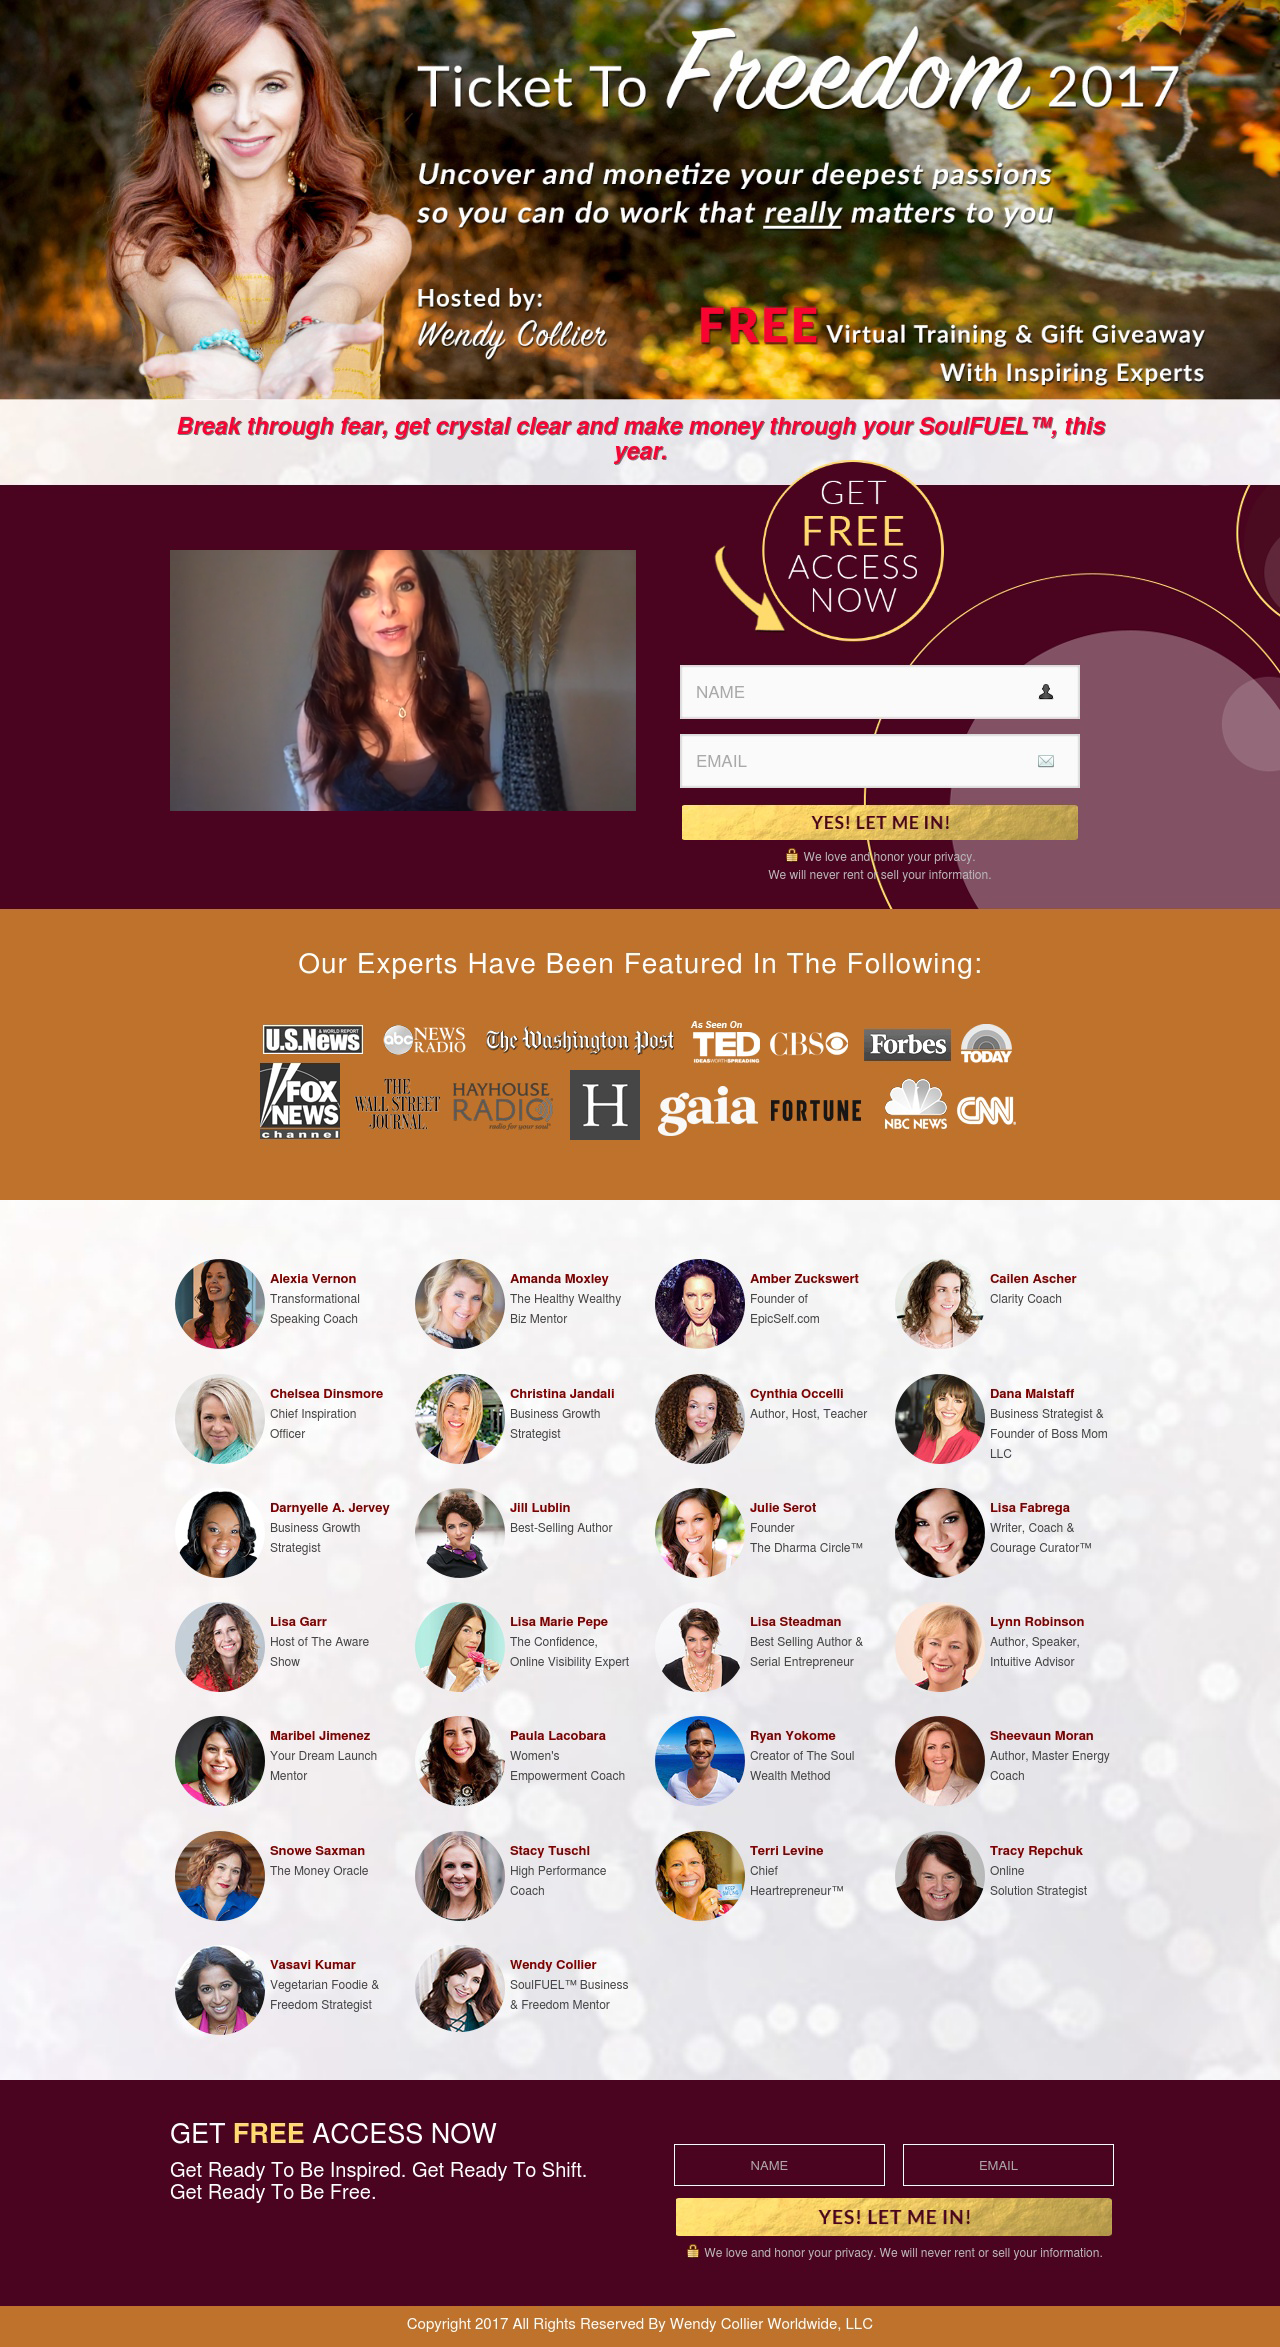 Ticket To Freedom 2017
Uncover and monetize your deepest passions
so you can do work that really matters to you
Hosted by:
Wendy Collier
FREE Virtual Training & Gift Giveaway
With Inspiring Experts
Break through fear, get crystal clear and make money through your SoulFUEL™, this
year.
GET
FREE
ACCESS
NOW
NAME
EMAIL
YES! LET ME IN!
We love and honor your privacy.
We will never rent or sell your information.
Our Experts Have Been Featured In The Following:
U.S.News & WORLD REPORT
abc NEWS RADIO
The Washington Post
As Seen On
TED
IDEAS WORTH SPREADING
CBS
Forbes
TODAY
FOX
NEWS
channel
THE
WALL STREET
JOURNAL
HAYHOUSE
RADIO
radio for your soul
H
gaia
FORTUNE
NBC NEWS
CNN
Alexia Vernon
Transformational
Speaking Coach
Amanda Moxley
The Healthy Wealthy
Biz Mentor
Amber Zuckswert
Founder of
EpicSelf.com
Cailen Ascher
Clarity Coach
Chelsea Dinsmore
Chief Inspiration
Officer
Christina Jandali
Business Growth
Strategist
Cynthia Occelli
Author, Host, Teacher
Dana Malstaff
Business Strategist &
Founder of Boss Mom
LLC
Darnyelle A. Jervey
Business Growth
Strategist
Jill Lublin
Best-Selling Author
Julie Serot
Founder
The Dharma Circle™
Lisa Fabrega
Writer, Coach &
Courage Curator™
Lisa Garr
Host of The Aware
Show
Lisa Marie Pepe
The Confidence,
Online Visibility Expert
Lisa Steadman
Best Selling Author &
Serial Entrepreneur
Lynn Robinson
Author, Speaker,
Intuitive Advisor
Maribel Jimenez
Your Dream Launch
Mentor
Paula Lacobara
Women's
Empowerment Coach
Ryan Yokome
Creator of The Soul
Wealth Method
Sheevaun Moran
Author, Master Energy
Coach
Snowe Saxman
The Money Oracle
Stacy Tuschl
High Performance
Coach
Terri Levine
Chief
Heartrepreneur™
Tracy Repchuk
Online
Solution Strategist
Vasavi Kumar
Vegetarian Foodie &
Freedom Strategist
Wendy Collier
SoulFUEL™ Business
& Freedom Mentor
GET FREE ACCESS NOW
Get Ready To Be Inspired. Get Ready To Shift.
Get Ready To Be Free.
NAME
EMAIL
YES! LET ME IN!
We love and honor your privacy. We will never rent or sell your information.
Copyright 2017 All Rights Reserved By Wendy Collier Worldwide, LLC